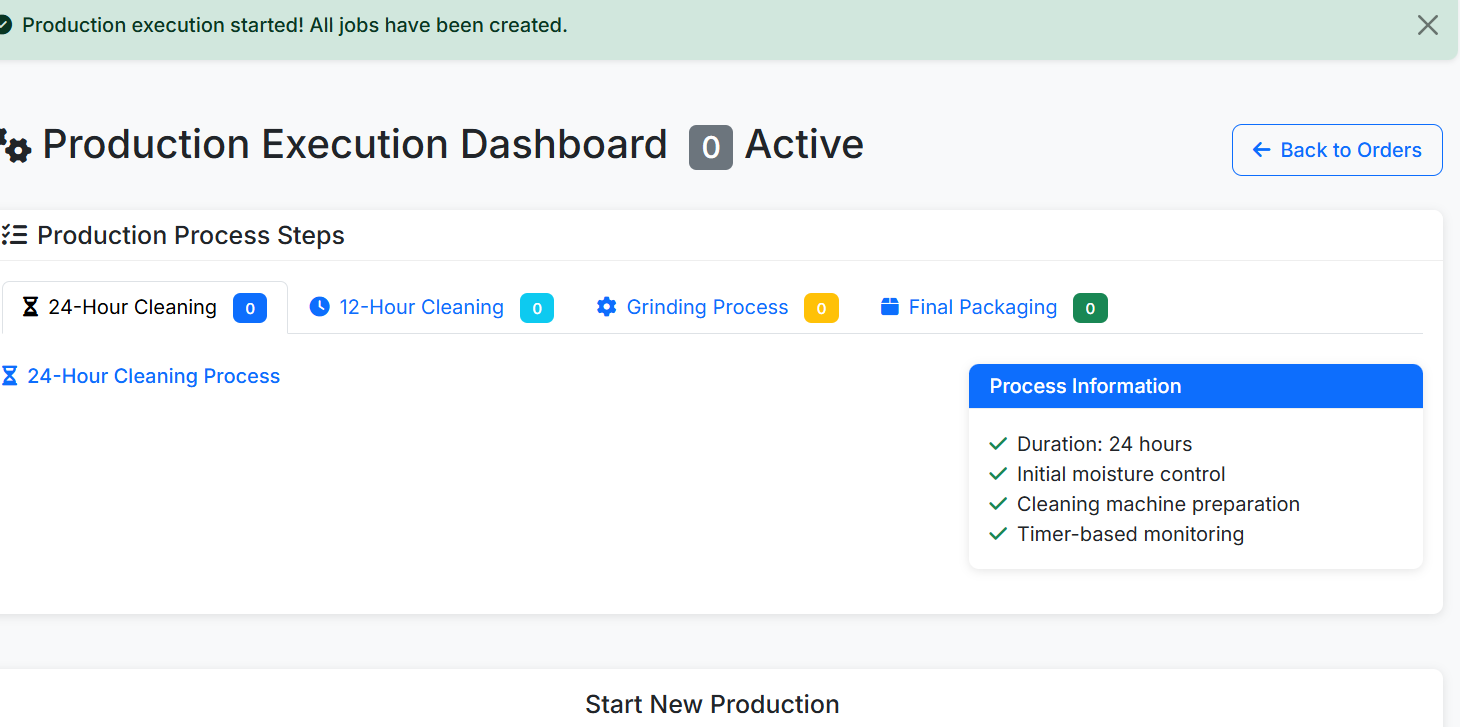 Production execution started! All jobs have been created.
Production Execution Dashboard 0 Active
Back to Orders
Production Process Steps
24-Hour Cleaning 0
12-Hour Cleaning 0
Grinding Process 0
Final Packaging 0
24-Hour Cleaning Process
Process Information
Duration: 24 hours
Initial moisture control
Cleaning machine preparation
Timer-based monitoring
Start New Production